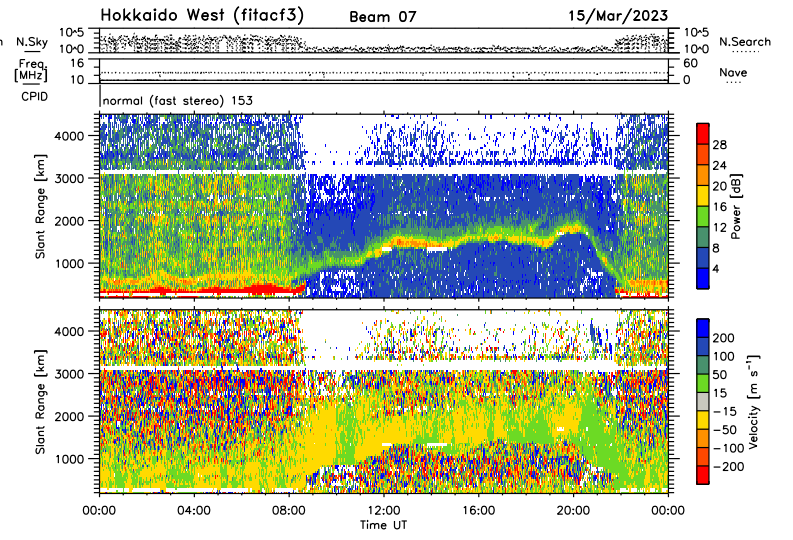 Hokkaido West (fitacf3) Beam 07 15/Mar/2023
n N.Sky 10^5 10^0 10^5 10^0 N.Search
Freq. [MHz] 16 10 60 0 Nave
CPID normal (fast stereo) 153
Slant Range [km] 4000 3000 2000 1000
Power [dB] 28 24 20 16 12 8 4
Slant Range [km] 4000 3000 2000 1000
Velocity [m s⁻¹] 200 100 50 15 -15 -50 -100 -200
00:00 04:00 08:00 12:00 16:00 20:00 00:00
Time UT